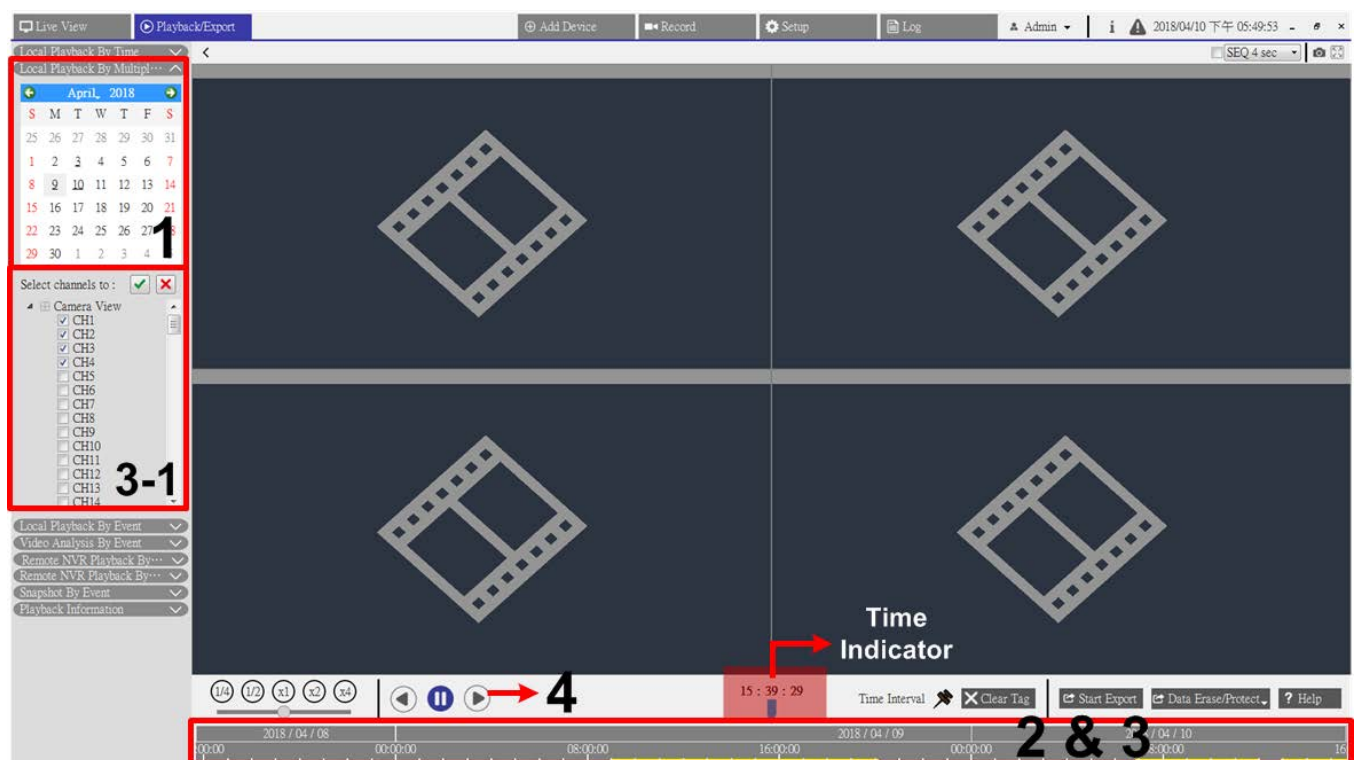 Live View Playback/Export Add Device Record Setup Log Admin i 2018/04/10 下午 05:49:53
Local Playback By Time
SEQ 4 sec
Local Playback By Multipl···
April, 2018
S M T W T F S
25 26 27 28 29 30 31
1 2 3 4 5 6 7
8 9 10 11 12 13 14
15 16 17 18 19 20 21
22 23 24 25 26 27
29 30 1 2 3 4
1
Select channels to :
Camera View
CH1
CH2
CH3
CH4
CH5
CH6
CH7
CH8
CH9
CH10
CH11
CH12
CH13
CH14
3-1
Local Playback By Event
Video Analysis By Event
Remote NVR Playback By···
Remote NVR Playback By···
Snapshot By Event
Playback Information
Time
Indicator
1/4 1/2 x1 x2 x4
4
15 : 39 : 29
Time Interval Clear Tag Start Export Data Erase/Protect Help
2 & 3
2018 / 04 / 08 2018 / 04 / 09 / 04 / 10
:00:00 00:00:00 08:00:00 16:00:00 00:00:00 :00:00 16